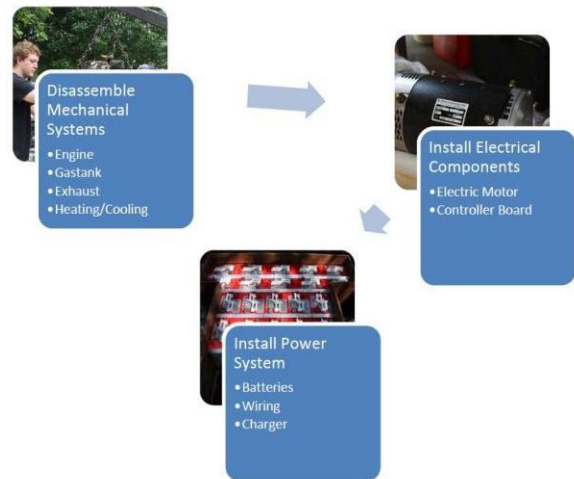 Disassemble
Mechanical
Systems
•Engine
•Gastank
•Exhaust
•Heating/Cooling
Install Electrical
Components
•Electric Motor
•Controller Board
Install Power
System
•Batteries
•Wiring
•Charger